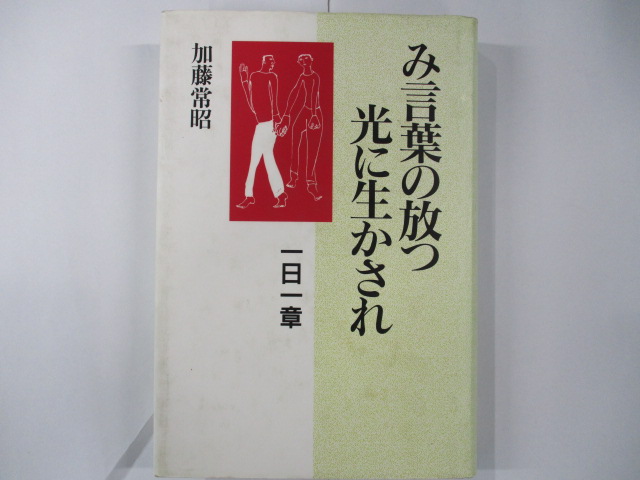 み言葉の放つ
光に生かされ
一日一章
加藤常昭